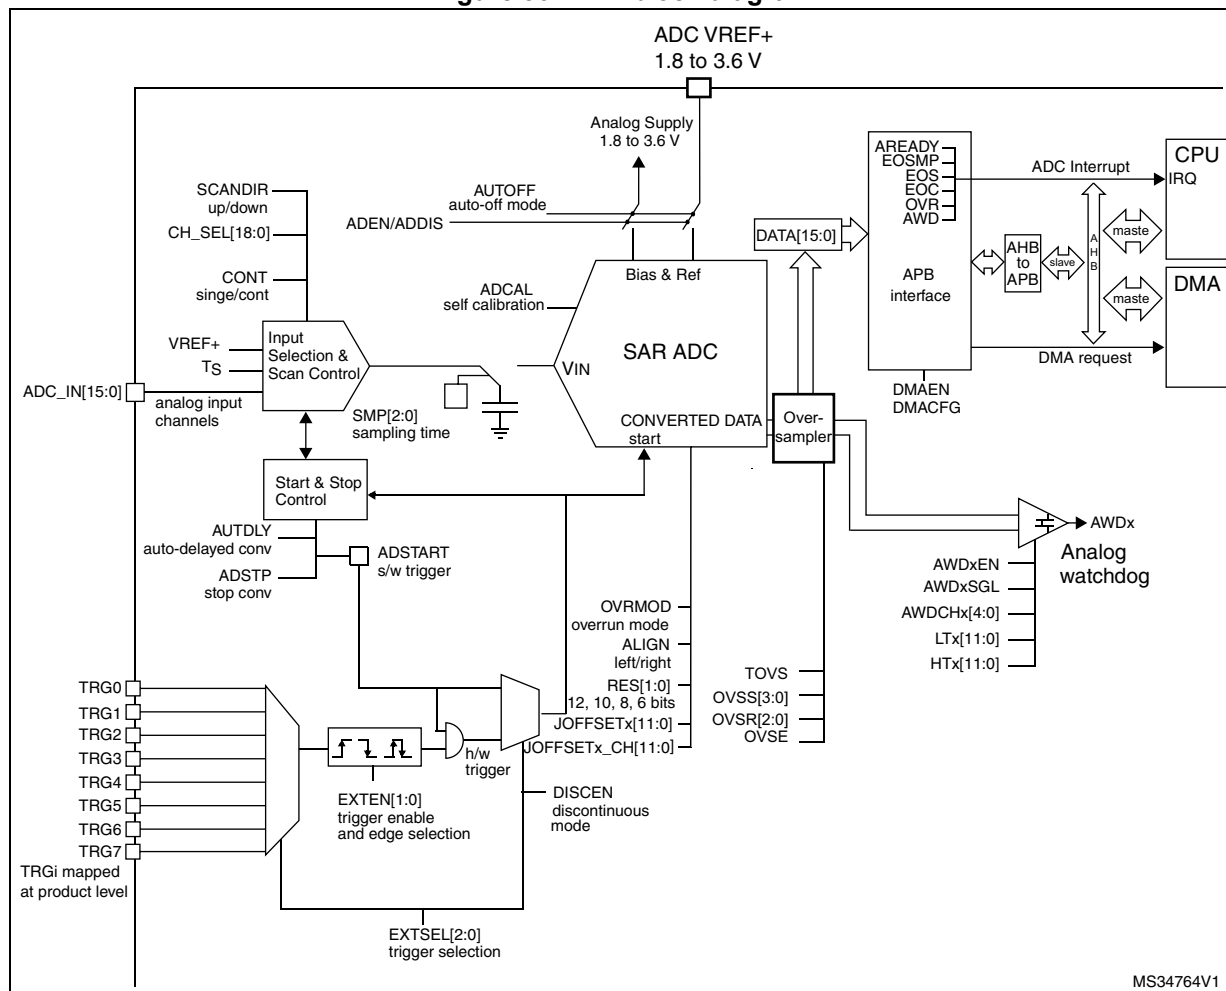 ADC VREF+
1.8 to 3.6 V
Analog Supply
1.8 to 3.6 V
SCANDIR
up/down
CH_SEL[18:0]
CONT
singe/cont
AUTOFF
auto-off mode
ADEN/ADDIS
ADCAL
self calibration
Bias & Ref
SAR ADC
VIN
CONVERTED DATA
start
VREF+
TS
ADC_IN[15:0]
analog input
channels
Input
Selection &
Scan Control
SMP[2:0]
sampling time
DATA[15:0]
AREADY
EOSMP
EOS
EOC
OVR
AWD
APB
interface
DMAEN
DMACFG
ADC Interrupt
AHB
to
APB
slave
A
H
B
maste
maste
CPU
IRQ
DMA
DMA request
Over-
sampler
Start & Stop
Control
AUTDLY
auto-delayed conv
ADSTP
stop conv
ADSTART
s/w trigger
AWDx
Analog
watchdog
AWDxEN
AWDxSGL
AWDCHx[4:0]
LTx[11:0]
HTx[11:0]
OVRMOD
overrun mode
ALIGN
left/right
RES[1:0]
12, 10, 8, 6 bits
JOFFSETx[11:0]
JOFFSETx_CH[11:0]
TOVS
OVSS[3:0]
OVSR[2:0]
OVSE
TRG0
TRG1
TRG2
TRG3
TRG4
TRG5
TRG6
TRG7
TRGi mapped
at product level
h/w
trigger
EXTEN[1:0]
trigger enable
and edge selection
DISCEN
discontinuous
mode
EXTSEL[2:0]
trigger selection
MS34764V1